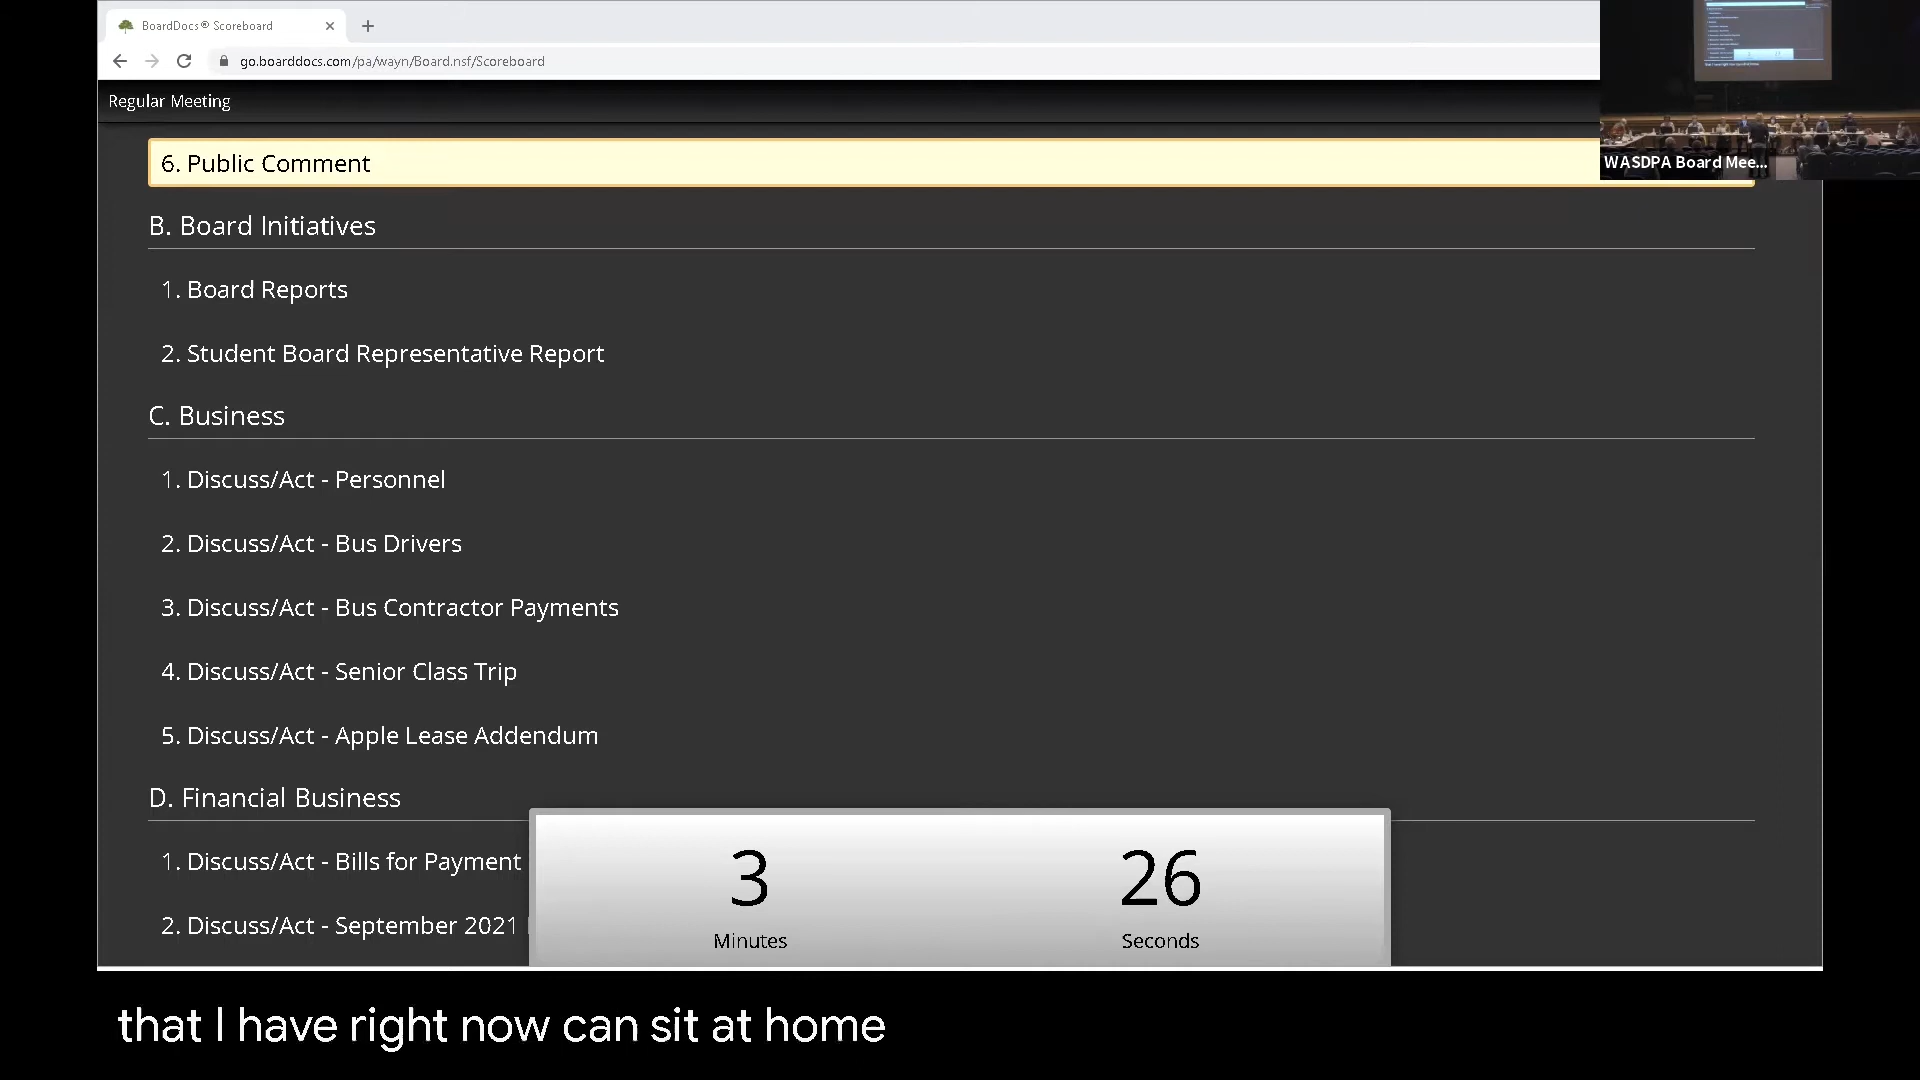 BoardDocs® Scoreboard
go.boarddocs.com/pa/wayn/Board.nsf/Scoreboard
Regular Meeting
6. Public Comment
WASDPA Board Mee...
B. Board Initiatives
1. Board Reports
2. Student Board Representative Report
C. Business
1. Discuss/Act - Personnel
2. Discuss/Act - Bus Drivers
3. Discuss/Act - Bus Contractor Payments
4. Discuss/Act - Senior Class Trip
5. Discuss/Act - Apple Lease Addendum
D. Financial Business
1. Discuss/Act - Bills for Payment
2. Discuss/Act - September 2021
3 26
Minutes Seconds
that I have right now can sit at home